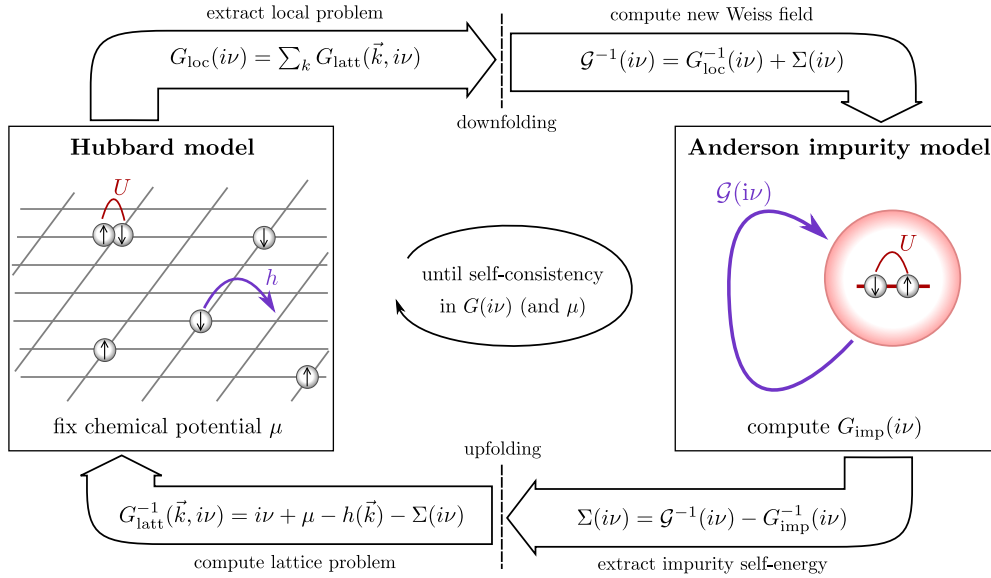 extract local problem
compute new Weiss field
G_loc(iν) = ∑_k G_latt(k⃗, iν)
𝒢⁻¹(iν) = G_loc⁻¹(iν) + Σ(iν)
downfolding
Hubbard model
U
h
fix chemical potential μ
until self-consistency
in G(iν) (and μ)
Anderson impurity model
𝒢(iν)
U
compute G_imp(iν)
upfolding
G_latt⁻¹(k⃗, iν) = iν + μ − h(k⃗) − Σ(iν)
Σ(iν) = 𝒢⁻¹(iν) − G_imp⁻¹(iν)
compute lattice problem
extract impurity self-energy